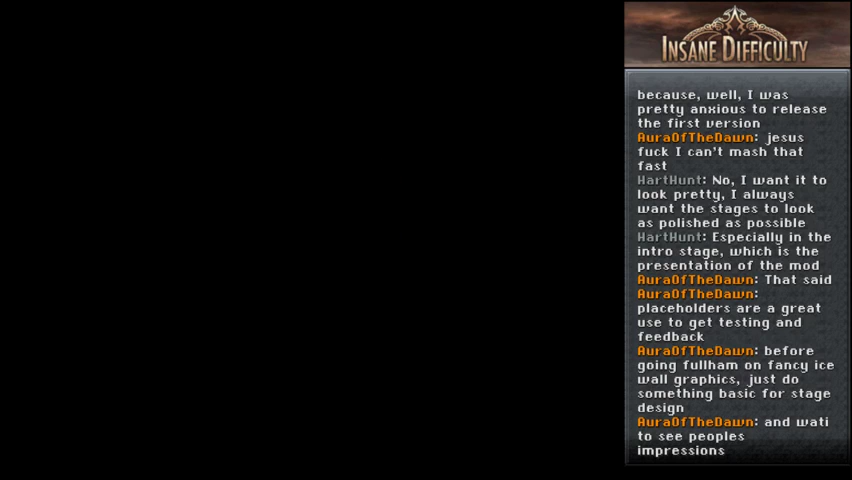 INSANE DIFFICULTY
because, well, I was
pretty anxious to release
the first version
AuraOfTheDawn: jesus
fuck I can't mash that
fast
HartHunt: No, I want it to
look pretty, I always
want the stages to look
as polished as possible
HartHunt: Especially in the
intro stage, which is the
presentation of the mod
AuraOfTheDawn: That said
AuraOfTheDawn:
placeholders are a great
use to get testing and
feedback
AuraOfTheDawn: before
going fullham on fancy ice
wall graphics, just do
something basic for stage
design
AuraOfTheDawn: and wati
to see peoples
impressions